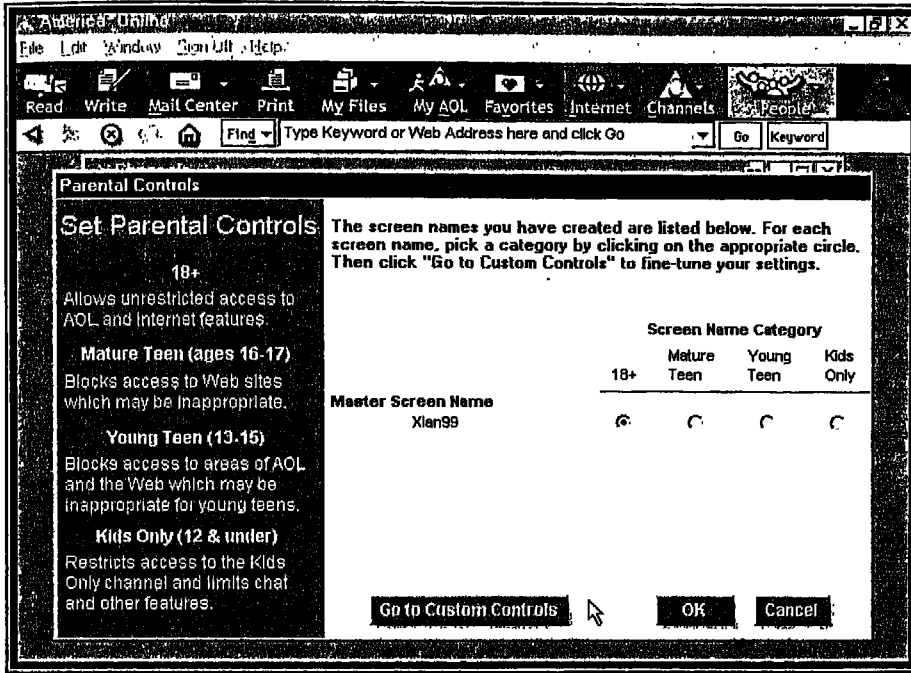 America Online
File Edit Window Sign Off Help
Read Write Mail Center Print My Files My AOL Favorites Internet Channels People
Find Type Keyword or Web Address here and click Go Go Keyword
Parental Controls
Set Parental Controls
18+
Allows unrestricted access to
AOL and Internet features.
Mature Teen (ages 16-17)
Blocks access to Web sites
which may be inappropriate.
Young Teen (13-15)
Blocks access to areas of AOL
and the Web which may be
inappropriate for young teens.
Kids Only (12 & under)
Restricts access to the Kids
Only channel and limits chat
and other features.
The screen names you have created are listed below. For each
screen name, pick a category by clicking on the appropriate circle.
Then click "Go to Custom Controls" to fine-tune your settings.
Screen Name Category
18+ Mature Teen Young Teen Kids Only
Master Screen Name
Xlan99
Go to Custom Controls OK Cancel